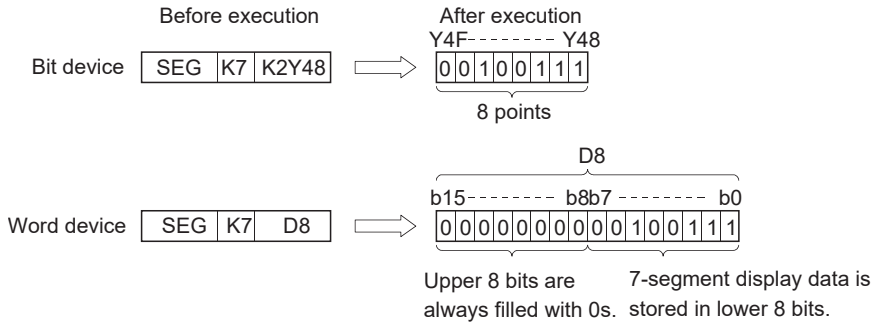 Before execution After execution
Y4F Y48
Bit device SEG K7 K2Y48 0 0 1 0 0 1 1 1
8 points
D8
b15 b8 b7 b0
Word device SEG K7 D8 0 0 0 0 0 0 0 0 0 0 1 0 0 1 1 1
Upper 8 bits are 7-segment display data is
always filled with 0s. stored in lower 8 bits.